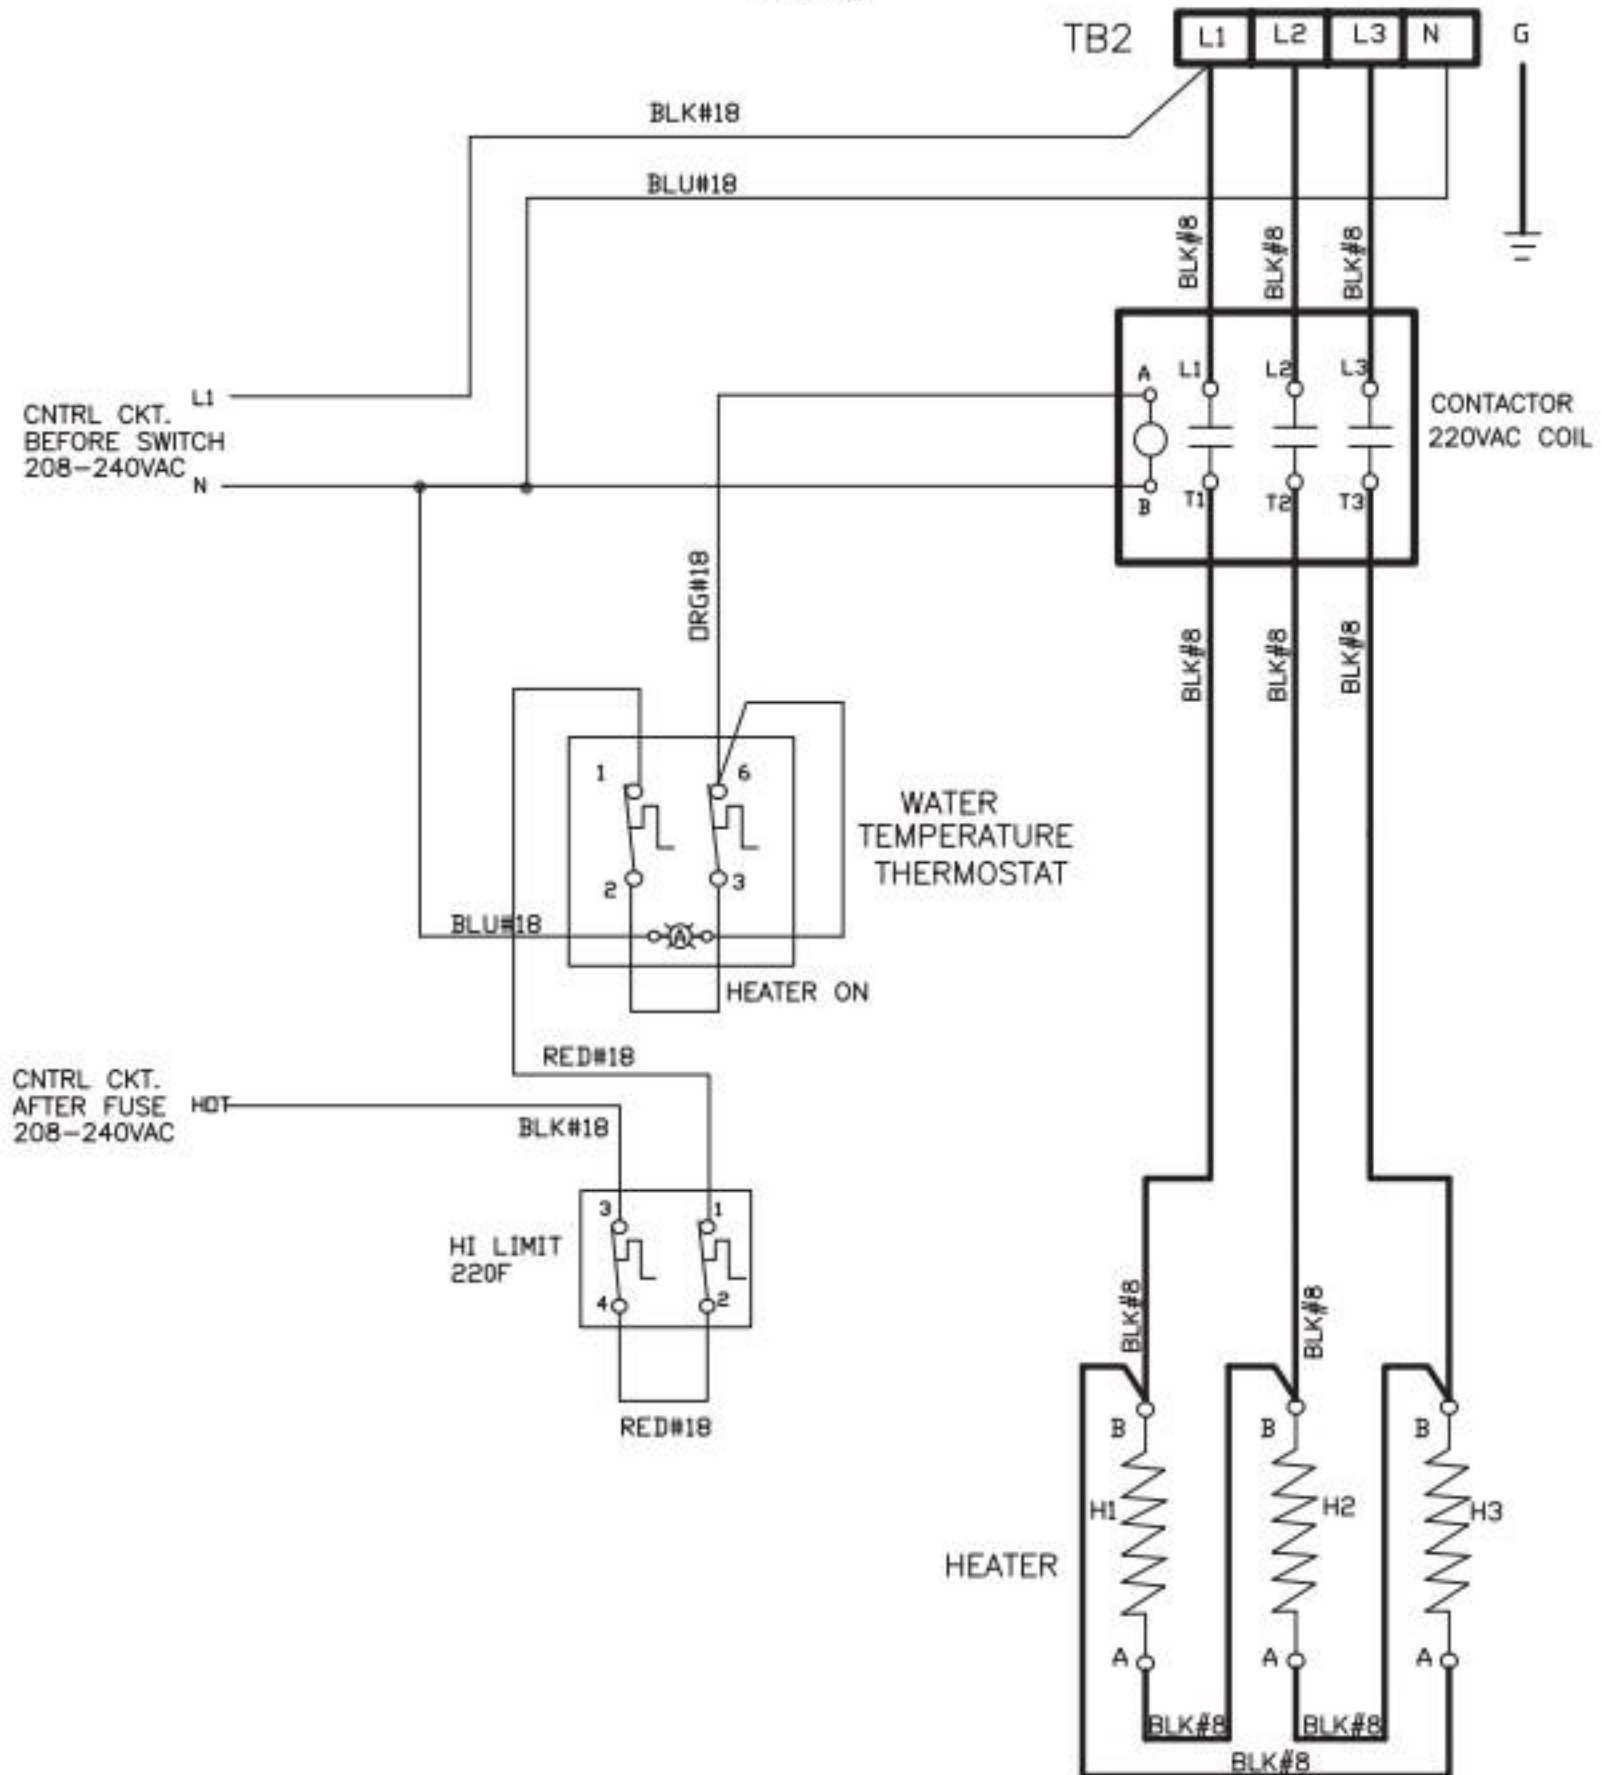 TB2 L1 L2 L3 N G
BLK#18
BLU#18
BLK#8 BLK#8 BLK#8
CNTRL CKT.
BEFORE SWITCH
208-240VAC
L1
N
A L1 L2 L3
B T1 T2 T3
CONTACTOR
220VAC COIL
ORG#18
BLK#8 BLK#8 BLK#8
1 6
2 3
WATER
TEMPERATURE
THERMOSTAT
BLU#18
A
HEATER ON
RED#18
CNTRL CKT.
AFTER FUSE HOT
208-240VAC
BLK#18
3 1
HI LIMIT
220F
4 2
RED#18
BLK#8 BLK#8
B B B
H1 H2 H3
HEATER
A A A
BLK#8 BLK#8
BLK#8